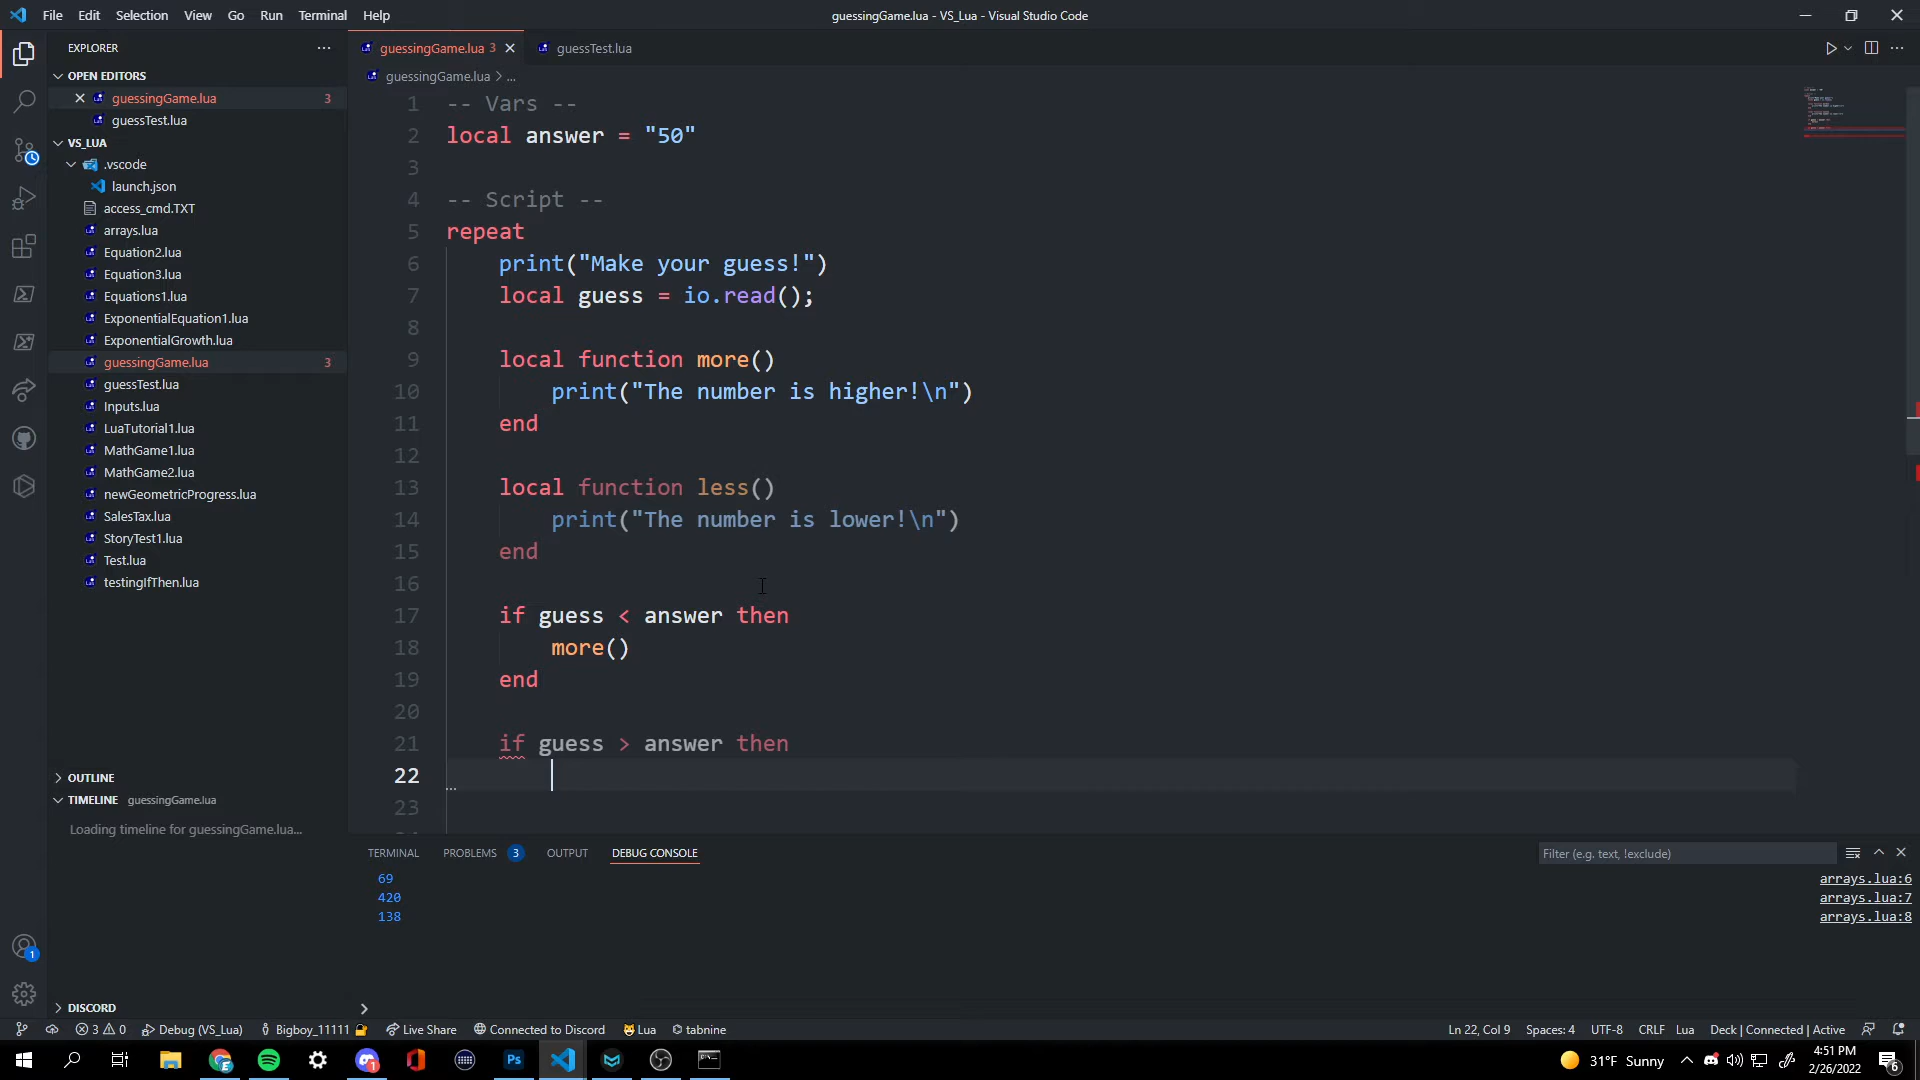 File Edit Selection View Go Run Terminal Help
guessingGame.lua - VS_Lua - Visual Studio Code
EXPLORER
OPEN EDITORS
guessingGame.lua 3
guessTest.lua
VS_LUA
.vscode
launch.json
access_cmd.TXT
arrays.lua
Equation2.lua
Equation3.lua
Equations1.lua
ExponentialEquation1.lua
ExponentialGrowth.lua
guessingGame.lua 3
guessTest.lua
Inputs.lua
LuaTutorial1.lua
MathGame1.lua
MathGame2.lua
newGeometricProgress.lua
SalesTax.lua
StoryTest1.lua
Test.lua
testingIfThen.lua
OUTLINE
TIMELINE guessingGame.lua
Loading timeline for guessingGame.lua...
DISCORD
guessingGame.lua 3
guessTest.lua
guessingGame.lua > ...
1 -- Vars --
2 local answer = "50"
3
4 -- Script --
5 repeat
6 print("Make your guess!")
7 local guess = io.read();
8
9 local function more()
10 print("The number is higher!\n")
11 end
12
13 local function less()
14 print("The number is lower!\n")
15 end
16
17 if guess < answer then
18 more()
19 end
20
21 if guess > answer then
22
23
TERMINAL PROBLEMS 3 OUTPUT DEBUG CONSOLE
Filter (e.g. text, !exclude)
69 arrays.lua:6
420 arrays.lua:7
138 arrays.lua:8
3 0 Debug (VS_Lua) Bigboy_11111 Live Share Connected to Discord Lua tabnine
Ln 22, Col 9 Spaces: 4 UTF-8 CRLF Lua Deck | Connected | Active
31°F Sunny
4:51 PM
2/26/2022
6